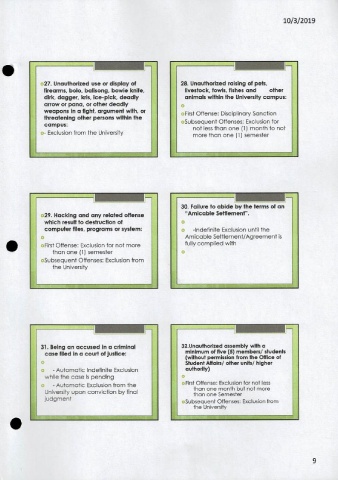 10/3/2019
27. Unauthorized use or display of
firearms, bolo, balisong, bowie knife,
dirk, dagger, kris, ice-pick, deadly
arrow or pana, or other deadly
weapons in a fight, argument with, or
threatening other persons within the
campus:
- Exclusion from the University
28. Unauthorized raising of pets,
livestock, fowls, fishes and other
animals within the University campus:
First Offense: Disciplinary Sanction
Subsequent Offenses: Exclusion for
not less than one (1) month to not
more than one (1) semester
29. Hacking and any related offense
which result to destruction of
computer files, programs or system:
First Offense: Exclusion for not more
than one (1) semester
Subsequent Offenses: Exclusion from
the University
30. Failure to abide by the terms of an
"Amicable Settlement".
-Indefinite Exclusion until the
Amicable Settlement/Agreement is
fully complied with
31. Being an accused in a criminal
case filed in a court of justice:
- Automatic Indefinite Exclusion
while the case is pending
- Automatic Exclusion from the
University upon conviction by final
judgment
32.Unauthorized assembly with a
minimum of five (5) members/ students
(without permission from the Office of
Student Affairs/ other units/ higher
authority)
First Offense: Exclusion for not less
than one month but not more
than one Semester
Subsequent Offenses: Exclusion from
the University
9